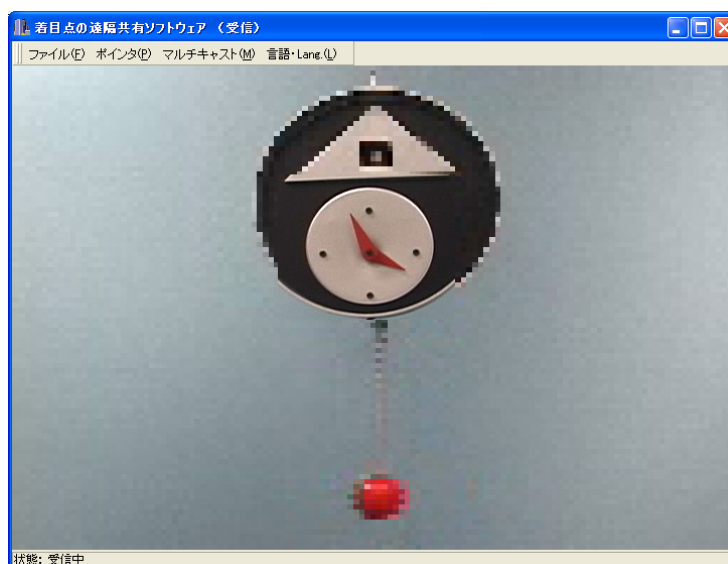 着目点の遠隔共有ソフトウェア (受信)
ファイル(F) ポインタ(P) マルチキャスト(M) 言語・Lang.(L)
状態: 受信中